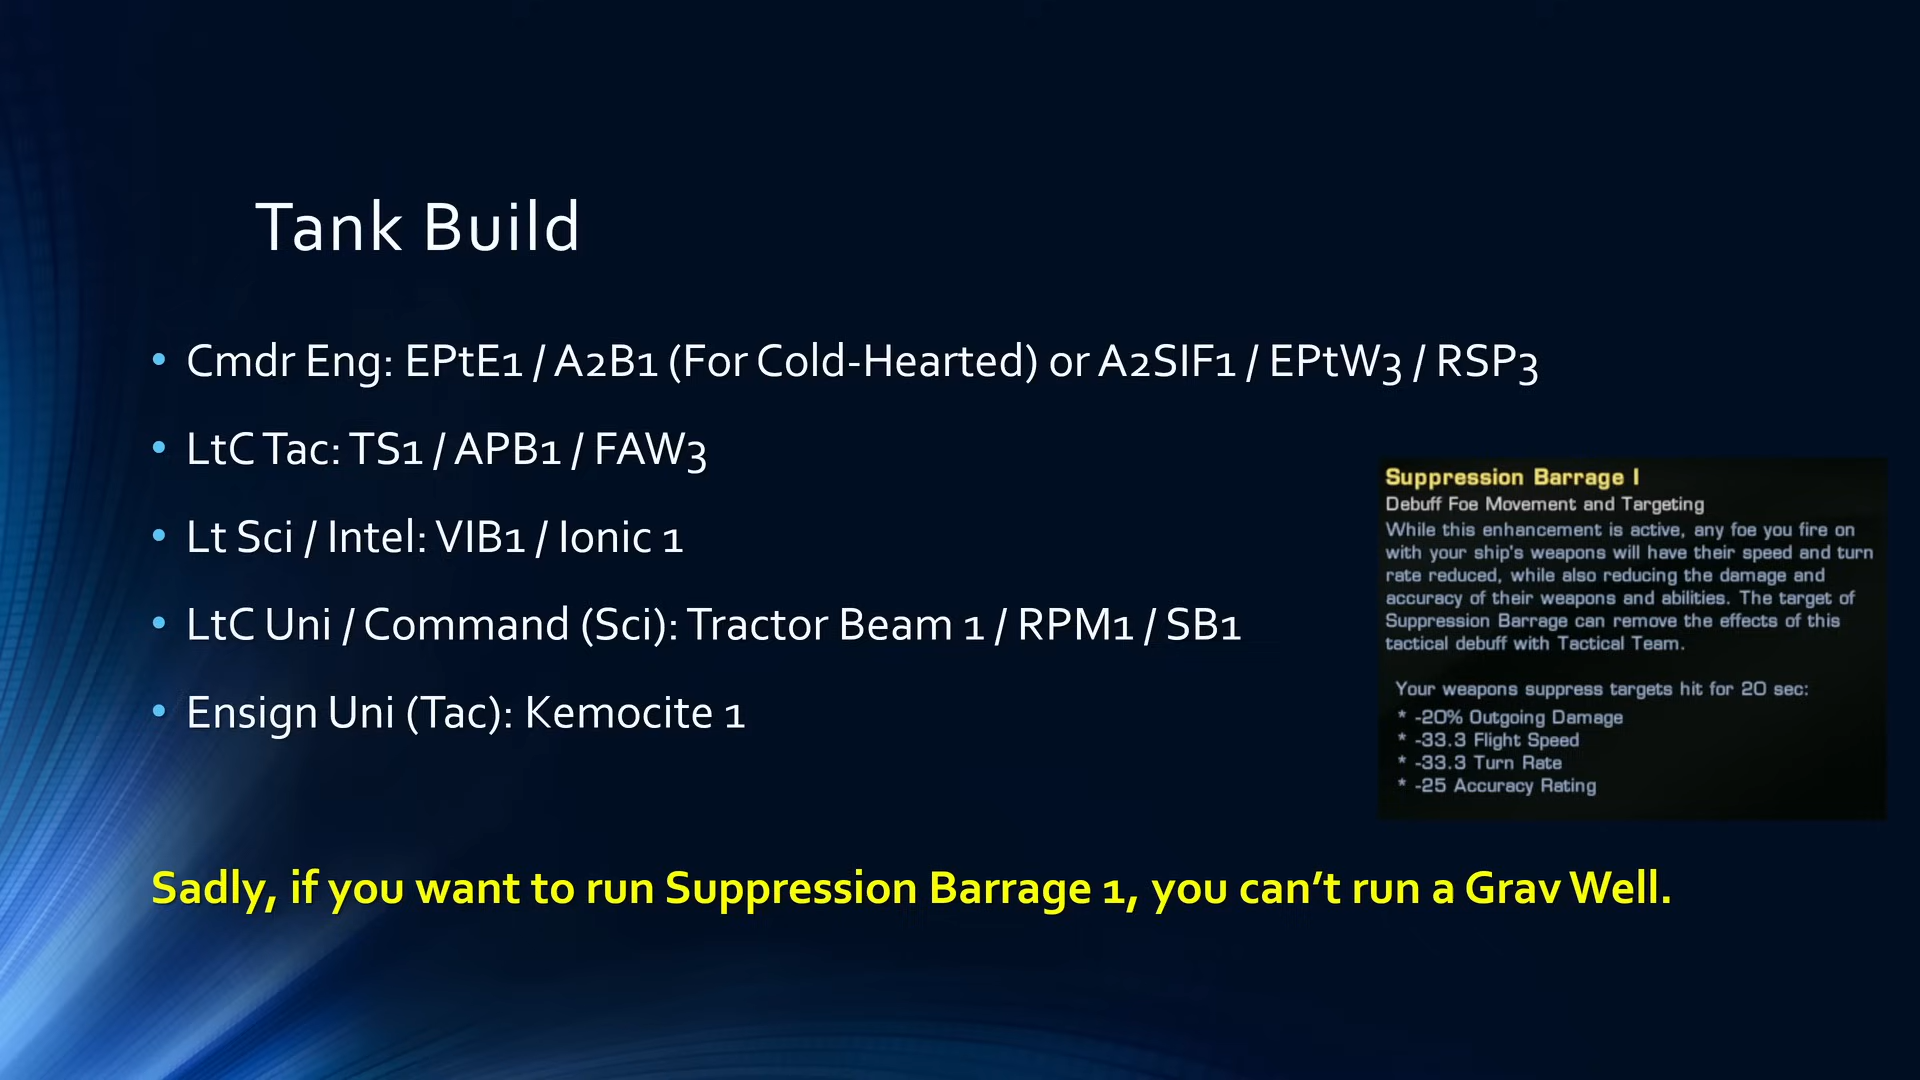 Tank Build
• Cmdr Eng: EPtE1 / A2B1 (For Cold-Hearted) or A2SIF1 / EPtW3 / RSP3
• LtC Tac: TS1 / APB1 / FAW3
• Lt Sci / Intel: VIB1 / Ionic 1
• LtC Uni / Command (Sci): Tractor Beam 1 / RPM1 / SB1
• Ensign Uni (Tac): Kemocite 1
Suppression Barrage I
Debuff Foe Movement and Targeting
While this enhancement is active, any foe you fire on
with your ship's weapons will have their speed and turn
rate reduced, while also reducing the damage and
accuracy of their weapons and abilities. The target of
Suppression Barrage can remove the effects of this
tactical debuff with Tactical Team.
Your weapons suppress targets hit for 20 sec:
* -20% Outgoing Damage
* -33.3 Flight Speed
* -33.3 Turn Rate
* -25 Accuracy Rating
Sadly, if you want to run Suppression Barrage 1, you can’t run a Grav Well.